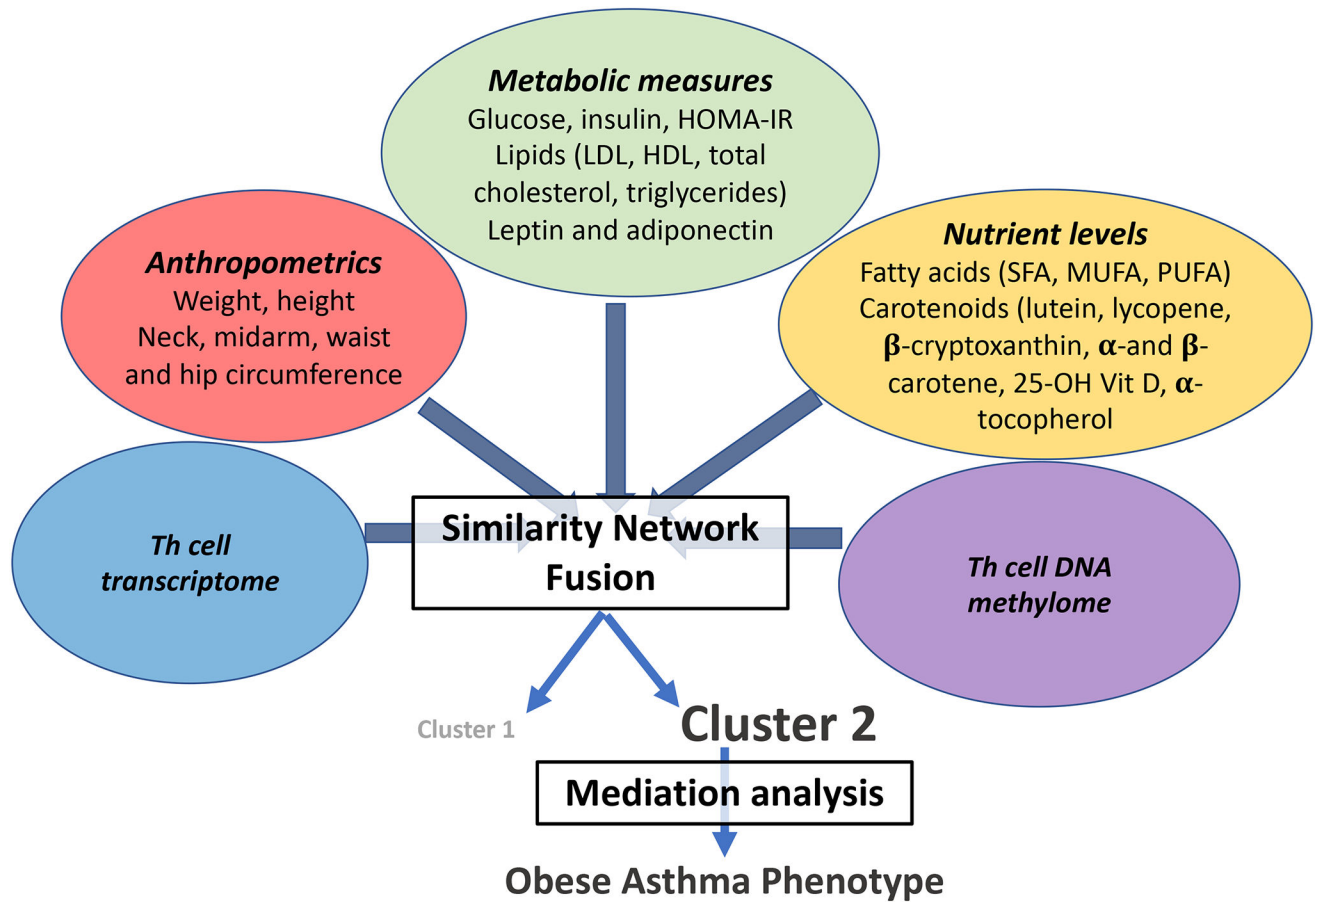 Metabolic measures
Glucose, insulin, HOMA-IR
Lipids (LDL, HDL, total
cholesterol, triglycerides)
Leptin and adiponectin
Anthropometrics
Weight, height
Neck, midarm, waist
and hip circumference
Nutrient levels
Fatty acids (SFA, MUFA, PUFA)
Carotenoids (lutein, lycopene,
β-cryptoxanthin, α-and β-
carotene, 25-OH Vit D, α-
tocopherol
Th cell
transcriptome
Similarity Network
Fusion
Th cell DNA
methylome
Cluster 1
Cluster 2
Mediation analysis
Obese Asthma Phenotype